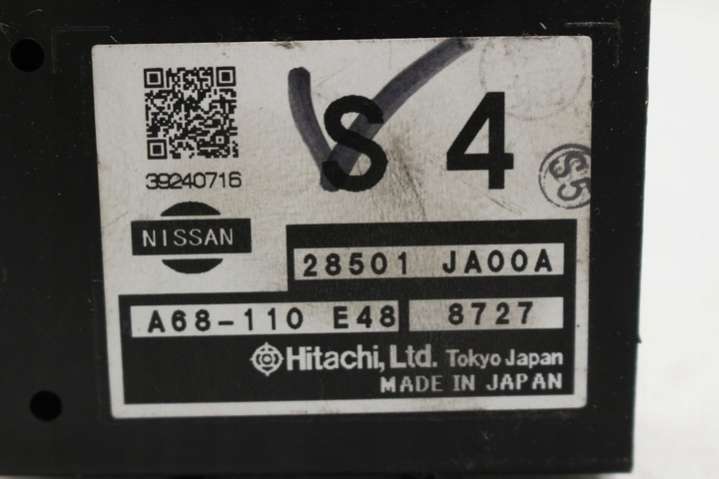 S 4
39240716
S5
NISSAN
28501 JA00A
A68-110 E48 8727
Hitachi, Ltd. Tokyo Japan
MADE IN JAPAN